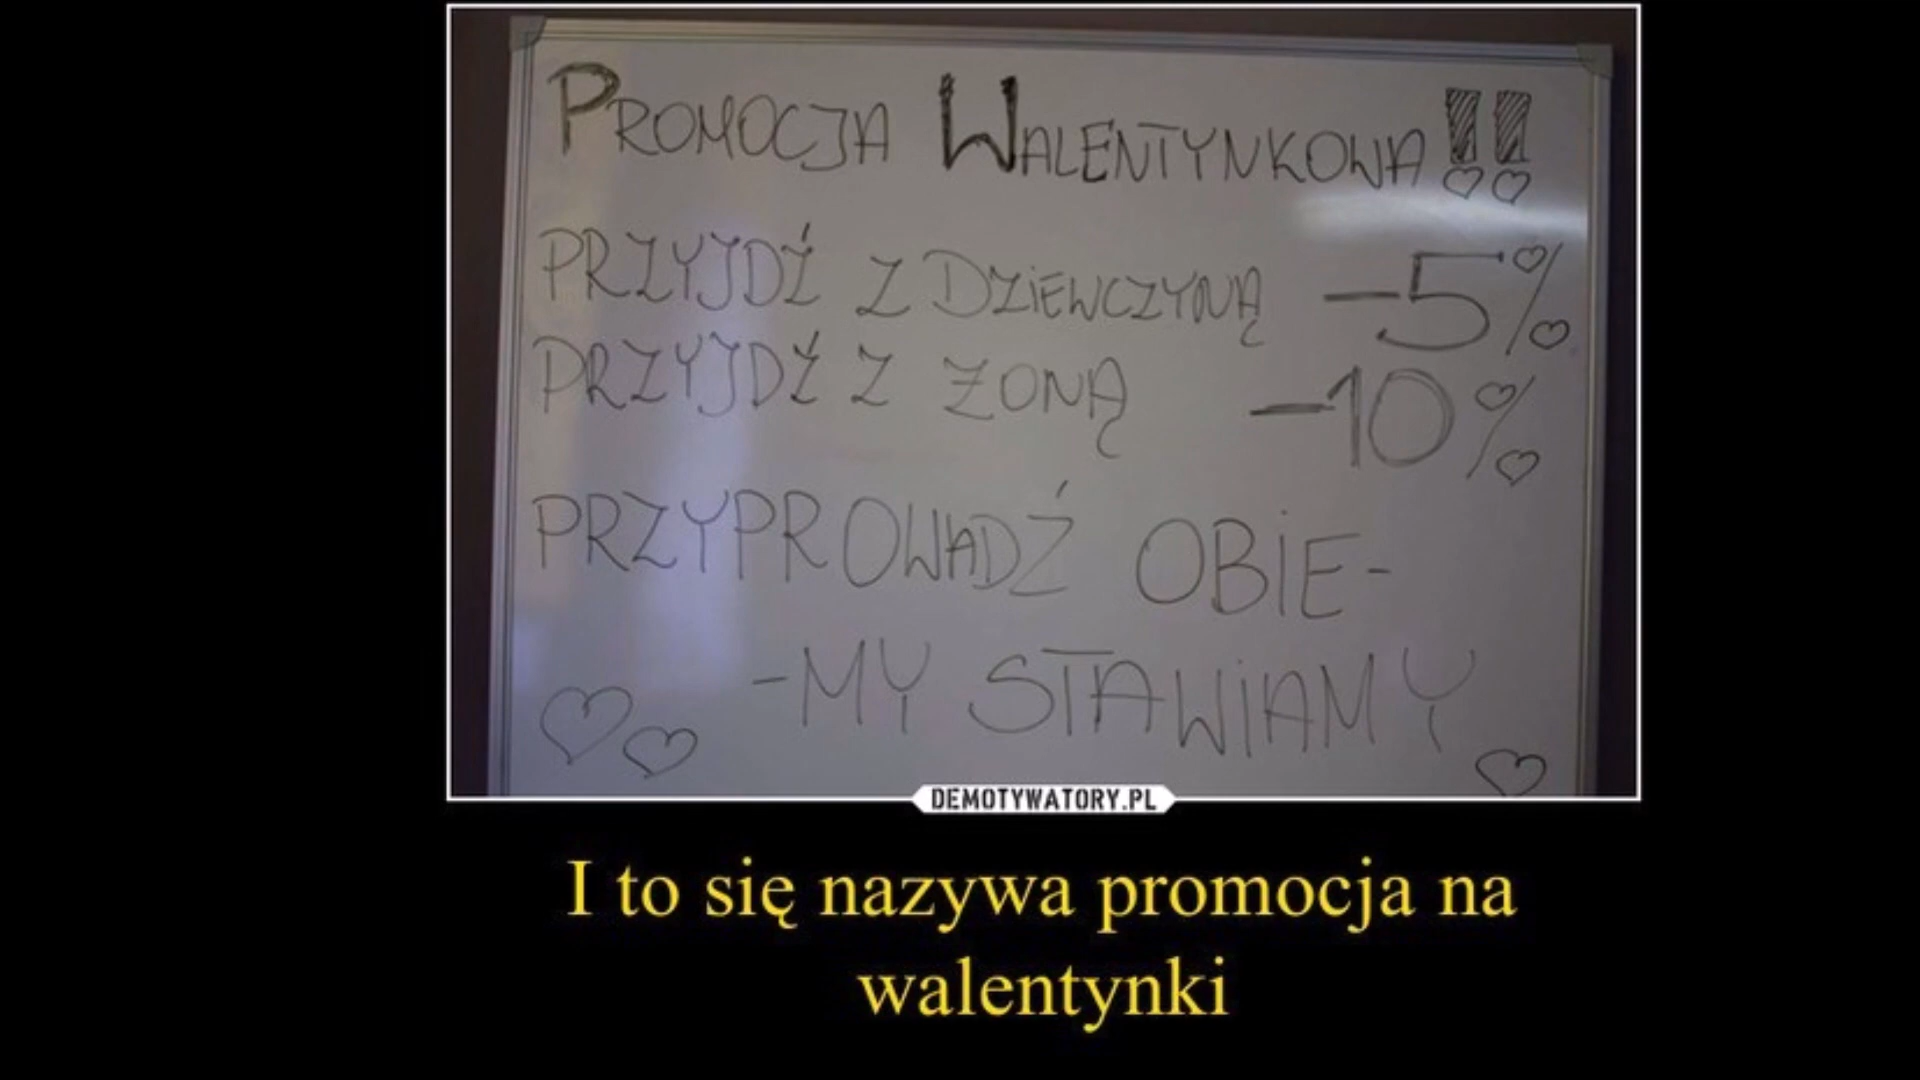 PROMOCJA WALENTYNKOWA!!
PRZYJDŹ Z DZIEWCZYNĄ -5%
PRZYJDŹ Z ŻONĄ -10%
PRZYPROWADŹ OBIE-
-MY STAWIAMY
DEMOTYWATORY.PL
I to się nazywa promocja na
walentynki